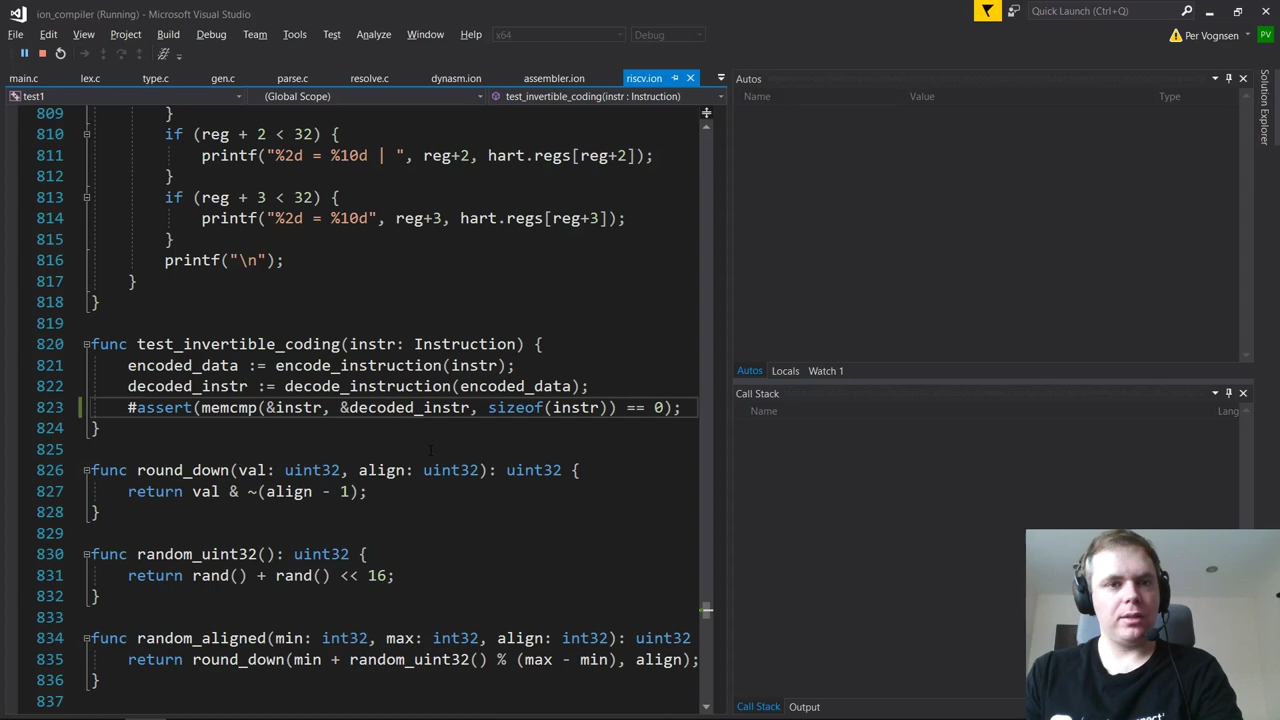 ion_compiler (Running) - Microsoft Visual Studio
Quick Launch (Ctrl+Q)
File Edit View Project Build Debug Team Tools Test Analyze Window Help x64 Debug
Per Vognsen PV
main.c lex.c type.c gen.c parse.c resolve.c dynasm.ion assembler.ion riscv.ion
test1 (Global Scope) test_invertible_coding(instr : Instruction)
809 }
810 if (reg + 2 < 32) {
811 printf("%2d = %10d | ", reg+2, hart.regs[reg+2]);
812 }
813 if (reg + 3 < 32) {
814 printf("%2d = %10d", reg+3, hart.regs[reg+3]);
815 }
816 printf("\n");
817 }
818 }
819
820 func test_invertible_coding(instr: Instruction) {
821 encoded_data := encode_instruction(instr);
822 decoded_instr := decode_instruction(encoded_data);
823 #assert(memcmp(&instr, &decoded_instr, sizeof(instr)) == 0);
824 }
825
826 func round_down(val: uint32, align: uint32): uint32 {
827 return val & ~(align - 1);
828 }
829
830 func random_uint32(): uint32 {
831 return rand() + rand() << 16;
832 }
833
834 func random_aligned(min: int32, max: int32, align: int32): uint32
835 return round_down(min + random_uint32() % (max - min), align);
836 }
837
Autos
Name Value Type
Autos Locals Watch 1
Call Stack
Name Lang
Call Stack Output
Solution Explorer